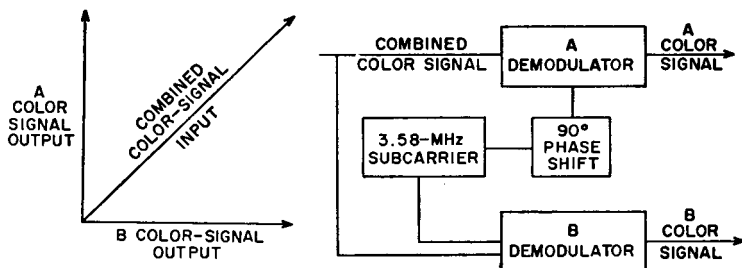 A
COLOR
SIGNAL
OUTPUT
COMBINED
COLOR-SIGNAL
INPUT
B COLOR-SIGNAL
OUTPUT
COMBINED
COLOR SIGNAL
A
DEMODULATOR
A
COLOR
SIGNAL
3.58-MHz
SUBCARRIER
90°
PHASE
SHIFT
B
DEMODULATOR
B
COLOR
SIGNAL